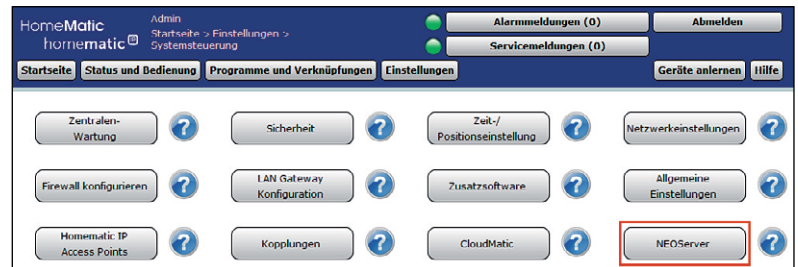 HomeMatic
homematic IP
Admin
Startseite > Einstellungen >
Systemsteuerung
Alarmmeldungen (0)
Abmelden
Servicemeldungen (0)
Startseite Status und Bedienung Programme und Verknüpfungen Einstellungen Geräte anlernen Hilfe
Zentralen-
Wartung
?
Sicherheit
?
Zeit-/
Positionseinstellung
?
Netzwerkeinstellungen
?
Firewall konfigurieren
?
LAN Gateway
Konfiguration
?
Zusatzsoftware
?
Allgemeine
Einstellungen
?
Homematic IP
Access Points
?
Kopplungen
?
CloudMatic
?
NEOServer
?